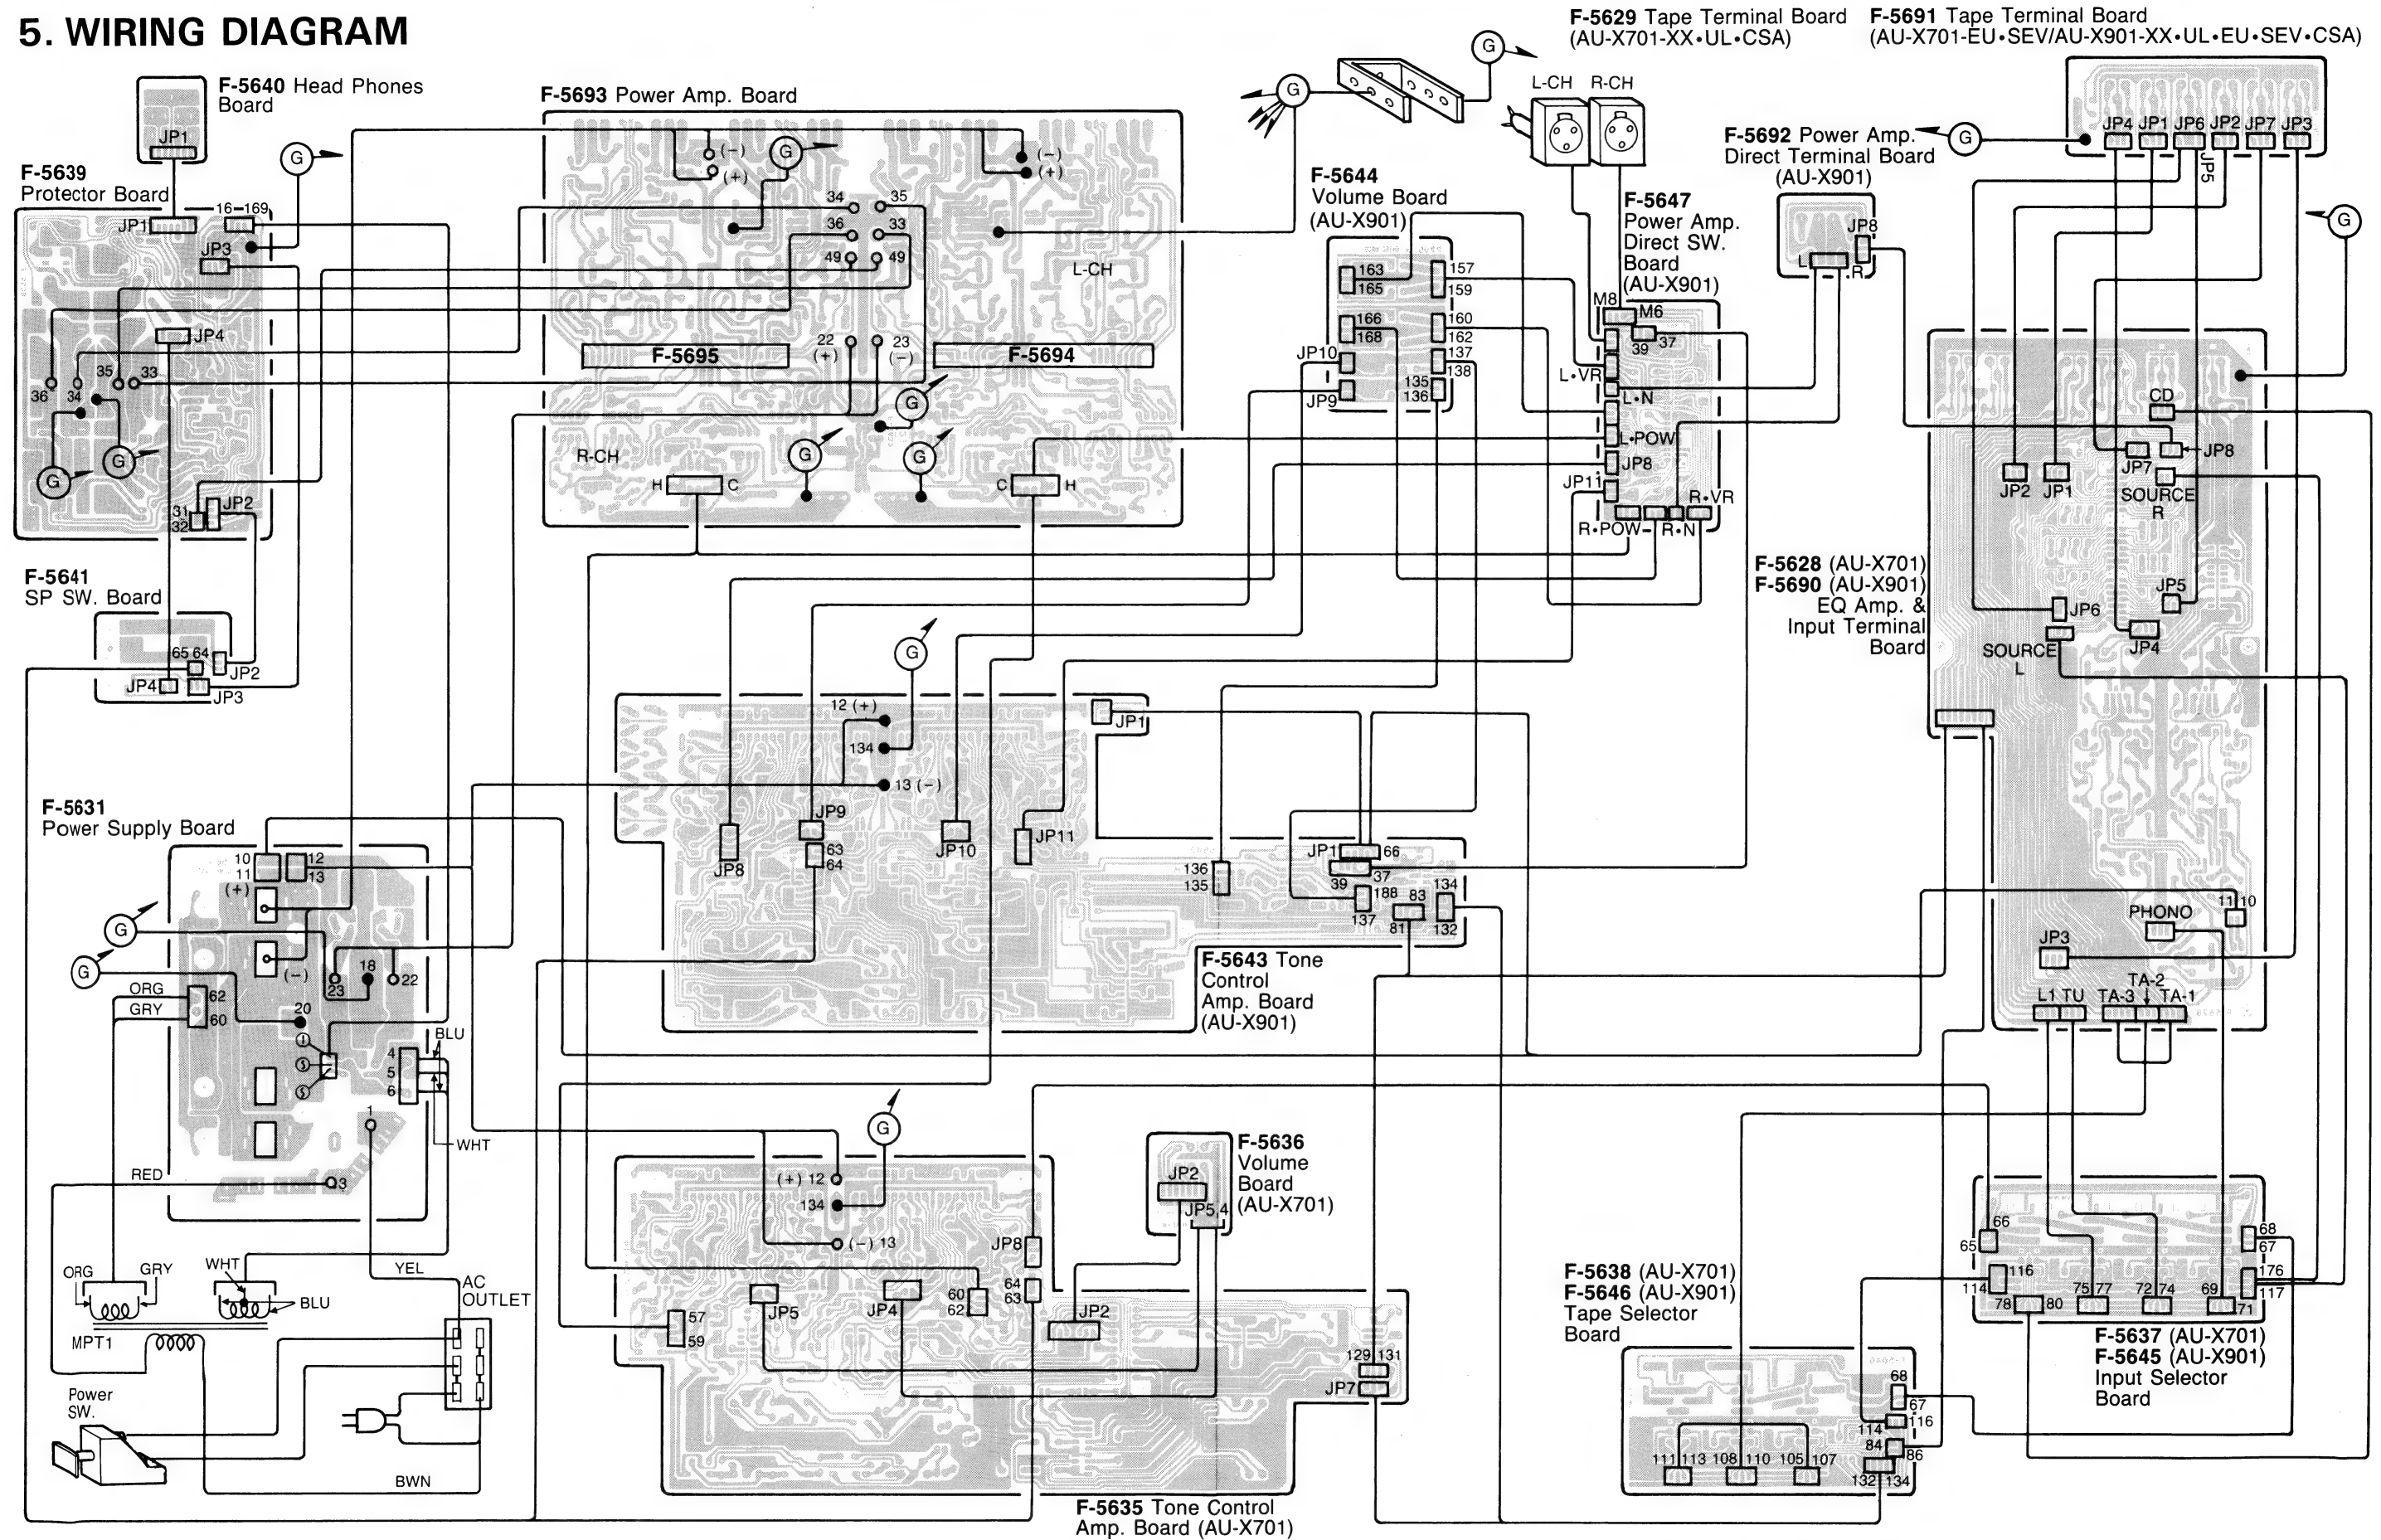 5. WIRING DIAGRAM
F-5629 Tape Terminal Board
(AU-X701-XX•UL•CSA)
F-5691 Tape Terminal Board
(AU-X701-EU•SEV/AU-X901-XX•UL•EU•SEV•CSA)
F-5640 Head Phones
Board
JP1
F-5639
Protector Board
G
JP1
16-169
JP3
JP4
35
33
36
34
G
G
31
32
JP2
F-5641
SP SW. Board
65 64
JP2
JP4
JP3
F-5693 Power Amp. Board
(-)
(+)
G
(-)
(+)
34
35
36
33
49
49
L-CH
22
(+)
23
(-)
F-5695
F-5694
G
R-CH
G
G
H
C
C
H
G
G
L-CH
R-CH
F-5644
Volume Board
(AU-X901)
163
165
157
159
166
168
160
162
JP10
137
138
JP9
135
136
F-5647
Power Amp.
Direct SW.
Board
(AU-X901)
M8
M6
39
37
L•VR
L•N
L•POW
JP8
JP11
R•VR
R•POW
R•N
F-5692 Power Amp.
Direct Terminal Board
(AU-X901)
JP8
L
R
G
JP4
JP1
JP6
JP2
JP7
JP3
JP5
G
CD
JP7
JP8
JP2
JP1
SOURCE
R
F-5628 (AU-X701)
F-5690 (AU-X901)
EQ Amp. &
Input Terminal
Board
JP5
JP6
SOURCE
L
JP4
11
10
PHONO
JP3
TA-2
L1
TU
TA-3
TA-1
G
12 (+)
134
13 (-)
JP1
JP9
JP8
63
64
JP10
JP11
136
135
JP1
66
39
37
188
137
83
81
134
132
F-5643 Tone
Control
Amp. Board
(AU-X901)
F-5631
Power Supply Board
10
11
12
13
(+)
G
G
(-)
23
18
22
ORG
GRY
62
60
20
4
5
6
BLU
WHT
1
RED
3
ORG
GRY
WHT
BLU
YEL
AC
OUTLET
MPT1
Power
SW.
BWN
G
(+) 12
134
(-) 13
JP8
64
63
JP5
JP4
60
62
57
59
JP2
129
131
JP7
F-5635 Tone Control
Amp. Board (AU-X701)
F-5636
Volume
Board
(AU-X701)
JP2
JP5,4
F-5638 (AU-X701)
F-5646 (AU-X901)
Tape Selector
Board
68
67
116
114
84
86
111
113
108
110
105
107
132
134
66
65
68
67
116
114
176
117
78
80
75
77
72
74
69
71
F-5637 (AU-X701)
F-5645 (AU-X901)
Input Selector
Board